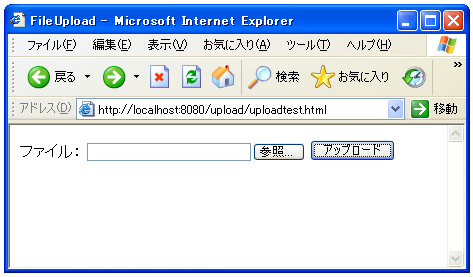 FileUpload - Microsoft Internet Explorer
ファイル(F) 編集(E) 表示(V) お気に入り(A) ツール(T) ヘルプ(H) »
戻る 検索 お気に入り »
アドレス(D) http://localhost:8080/upload/uploadtest.html 移動
ファイル： 参照... アップロード